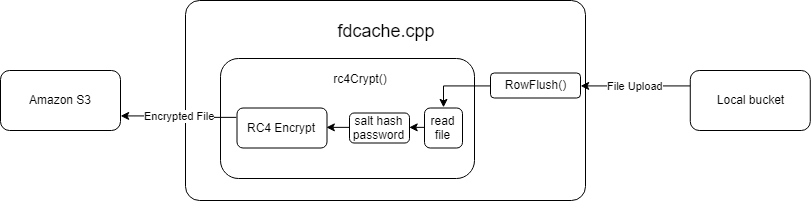 fdcache.cpp
rc4Crypt()
RowFlush()
File Upload
Local bucket
Amazon S3
Encrypted File
RC4 Encrypt
salt hash
password
read
file